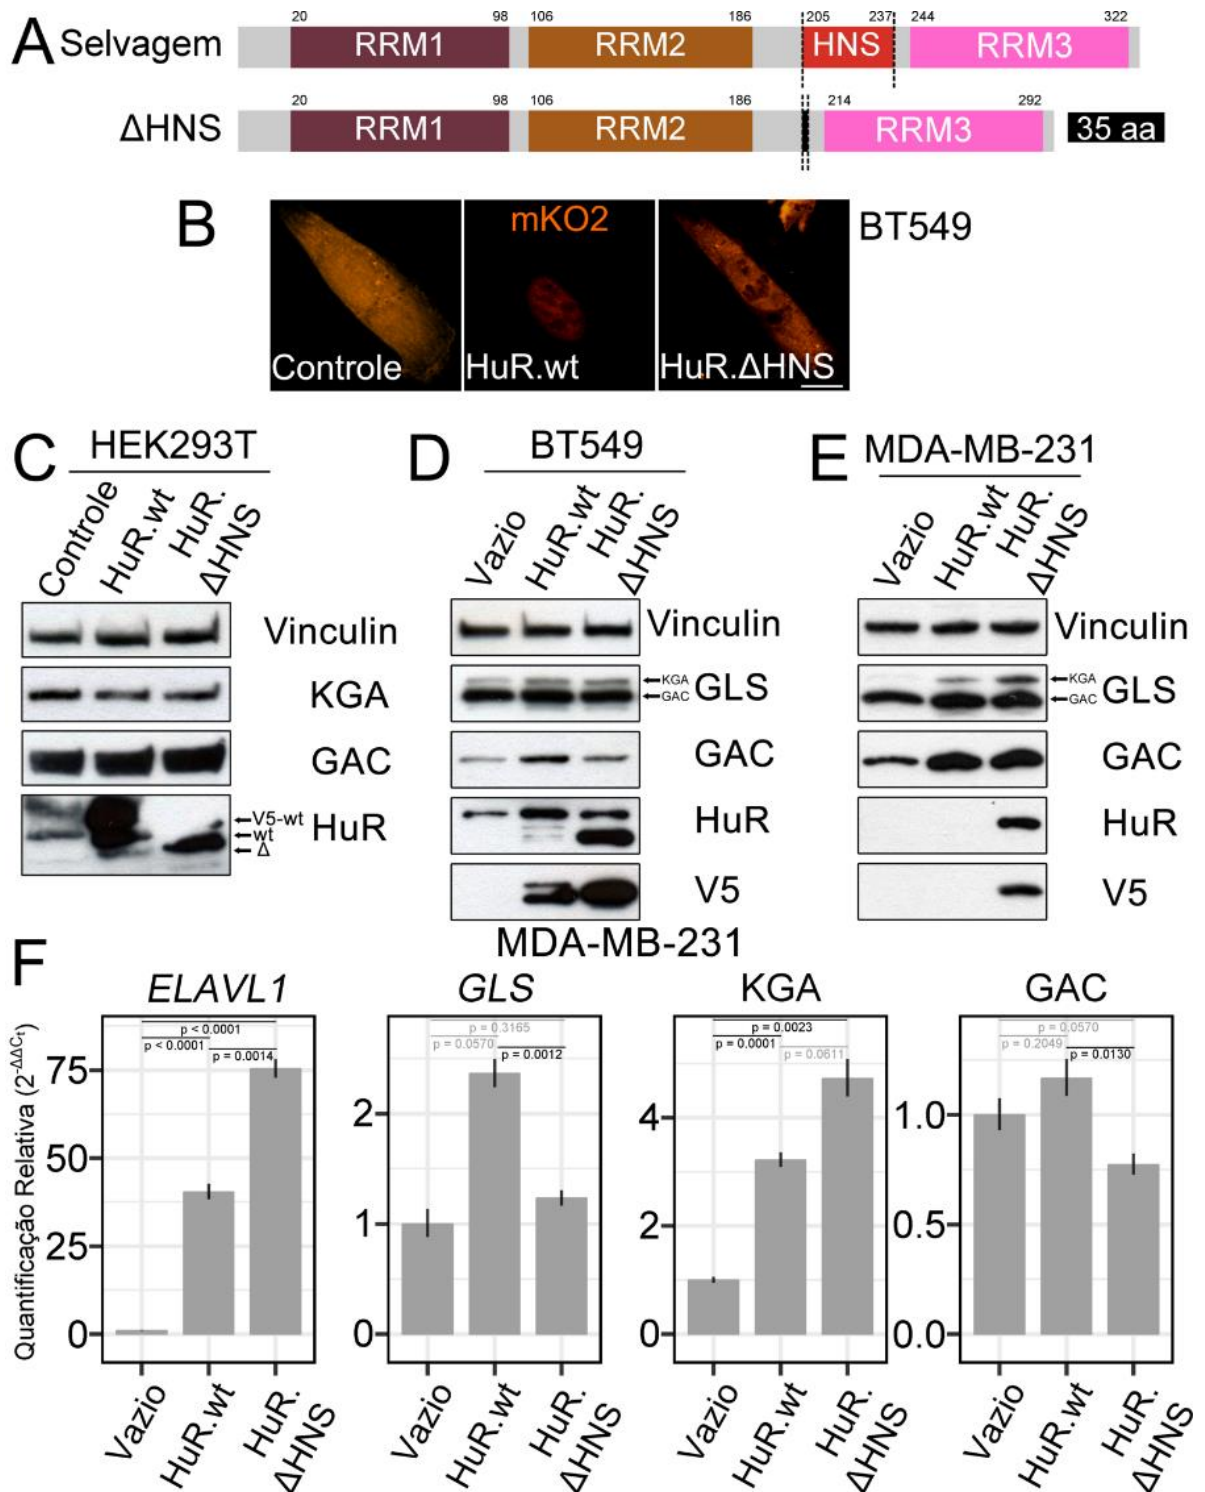 A
20 98 106 186 205 237 244 322
Selvagem RRM1 RRM2 HNS RRM3
20 98 106 186 214 292
ΔHNS RRM1 RRM2 RRM3 35 aa
B
mKO2
BT549
Controle HuR.wt HuR.ΔHNS
C HEK293T
Controle
HuR.wt
HuR.
ΔHNS
Vinculin
KGA
GAC
V5-wt
wt
Δ
HuR
D BT549
Vazio
HuR.wt
HuR.
ΔHNS
Vinculin
KGA
GAC
GLS
GAC
HuR
V5
E MDA-MB-231
Vazio
HuR.wt
HuR.
ΔHNS
Vinculin
KGA
GAC
GLS
GAC
HuR
V5
F MDA-MB-231
Quantificação Relativa (2^-ΔΔCt)
ELAVL1
p < 0.0001
p < 0.0001
p = 0.0014
75
50
25
0
Vazio
HuR.wt
HuR.
ΔHNS
GLS
p = 0.3165
p = 0.0570
p = 0.0012
2
1
0
Vazio
HuR.wt
HuR.
ΔHNS
KGA
p = 0.0023
p = 0.0001
p = 0.0611
4
2
0
Vazio
HuR.wt
HuR.
ΔHNS
GAC
p = 0.0570
p = 0.2049
p = 0.0130
1.0
0.5
0.0
Vazio
HuR.wt
HuR.
ΔHNS